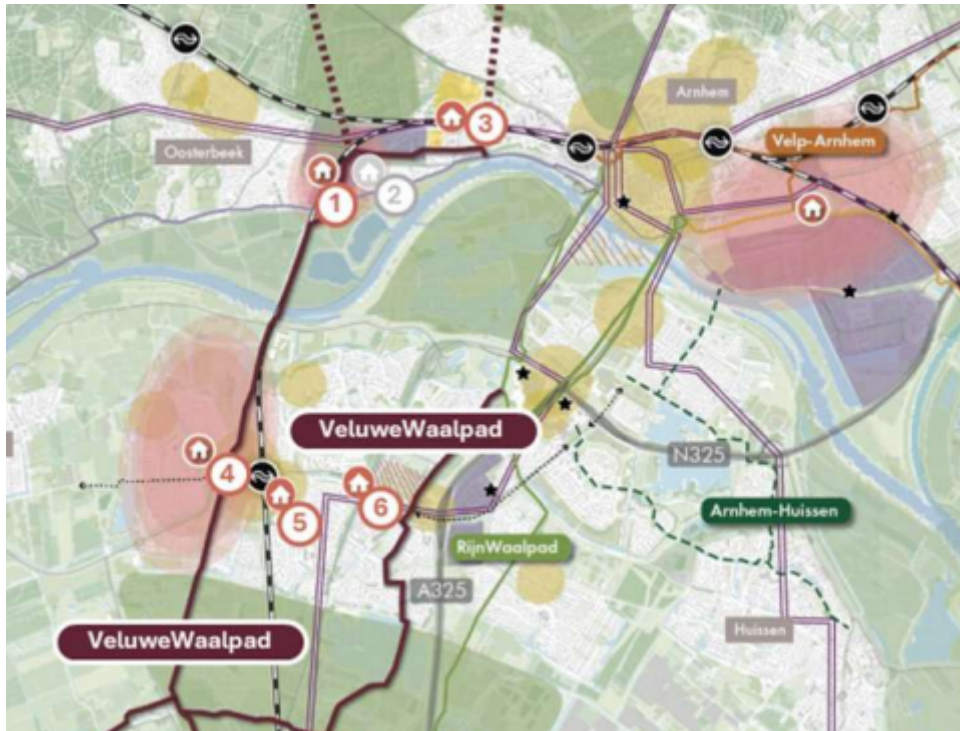 Arnhem
Velp-Arnhem
Oosterbeek
3
1
2
VeluweWaalpad
N325
4
5
6
Arnhem-Huissen
RijnWaalpad
A325
Huissen
VeluweWaalpad